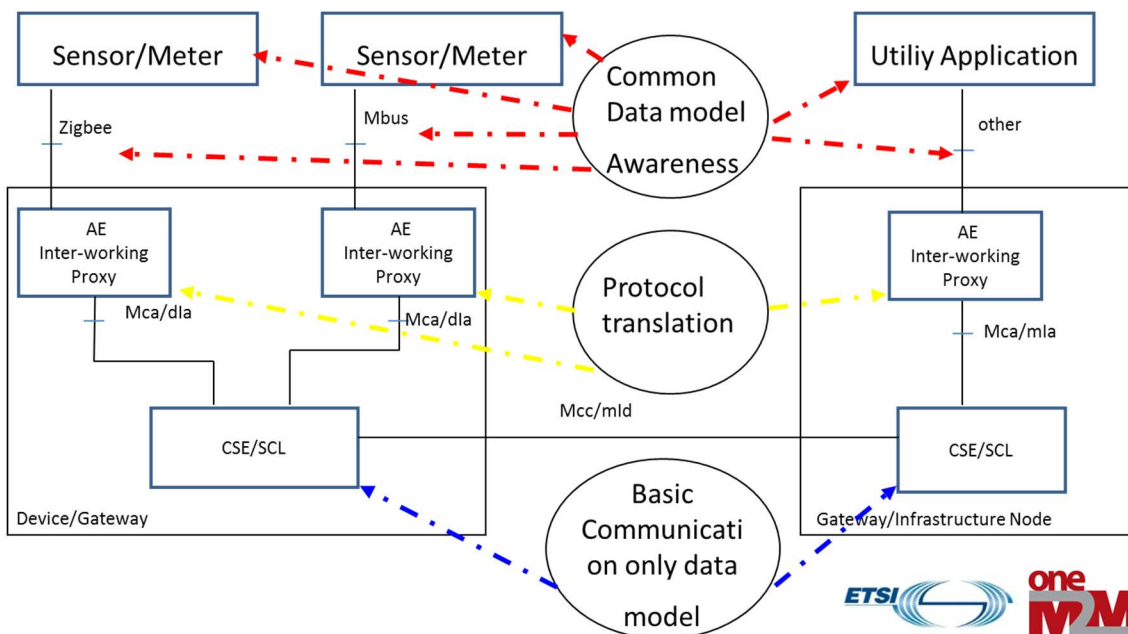 Sensor/Meter
Sensor/Meter
Utiliy Application
Common
Data model
Awareness
Zigbee
Mbus
other
AE
Inter-working
Proxy
AE
Inter-working
Proxy
AE
Inter-working
Proxy
Protocol
translation
Mca/dIa
Mca/dIa
Mca/mIa
Mcc/mId
CSE/SCL
CSE/SCL
Basic
Communicati
on only data
model
Device/Gateway
Gateway/Infrastructure Node
ETSI
one
M2M